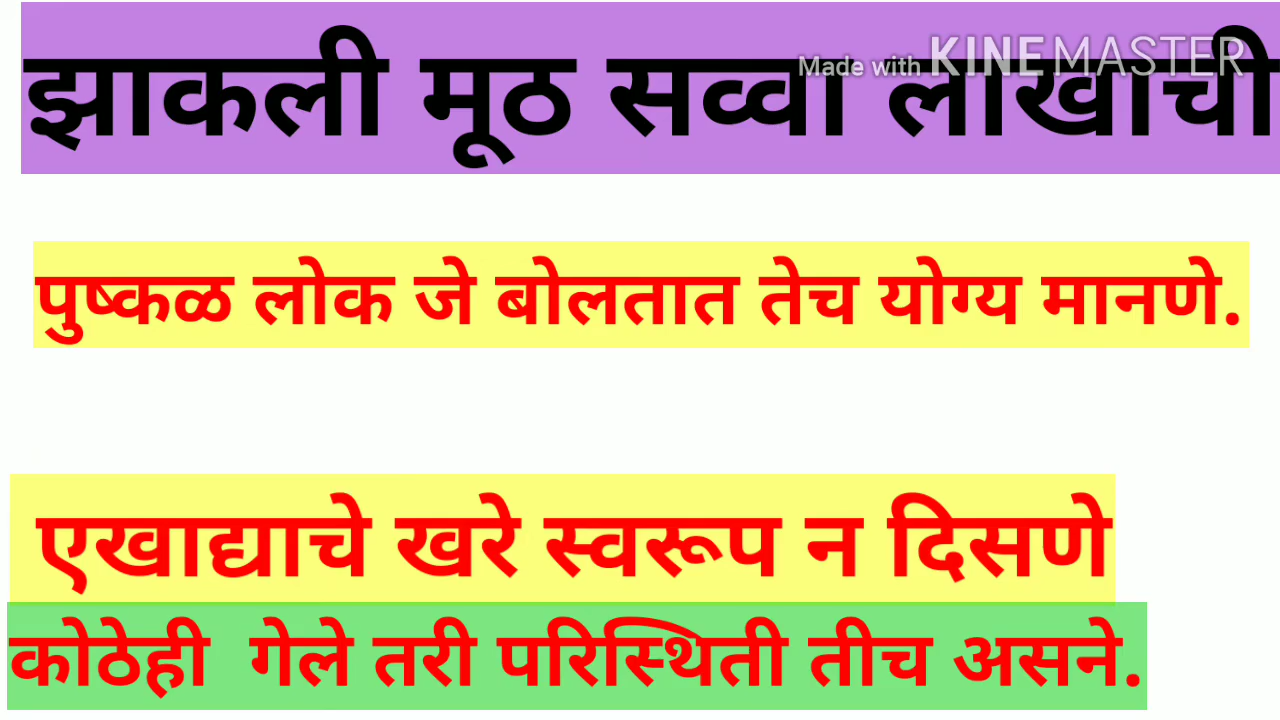 झाकली मूठ सव्वा लाखाची
Made with KINEMASTER
पुष्कळ लोक जे बोलतात तेच योग्य मानणे.
एखाद्याचे खरे स्वरूप न दिसणे
कोठेही गेले तरी परिस्थिती तीच असने.